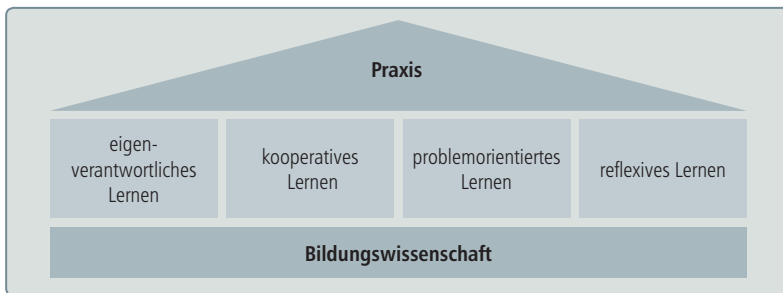 Praxis
eigen-
verantwortliches
Lernen
kooperatives
Lernen
problemorientiertes
Lernen
reflexives Lernen
Bildungswissenschaft